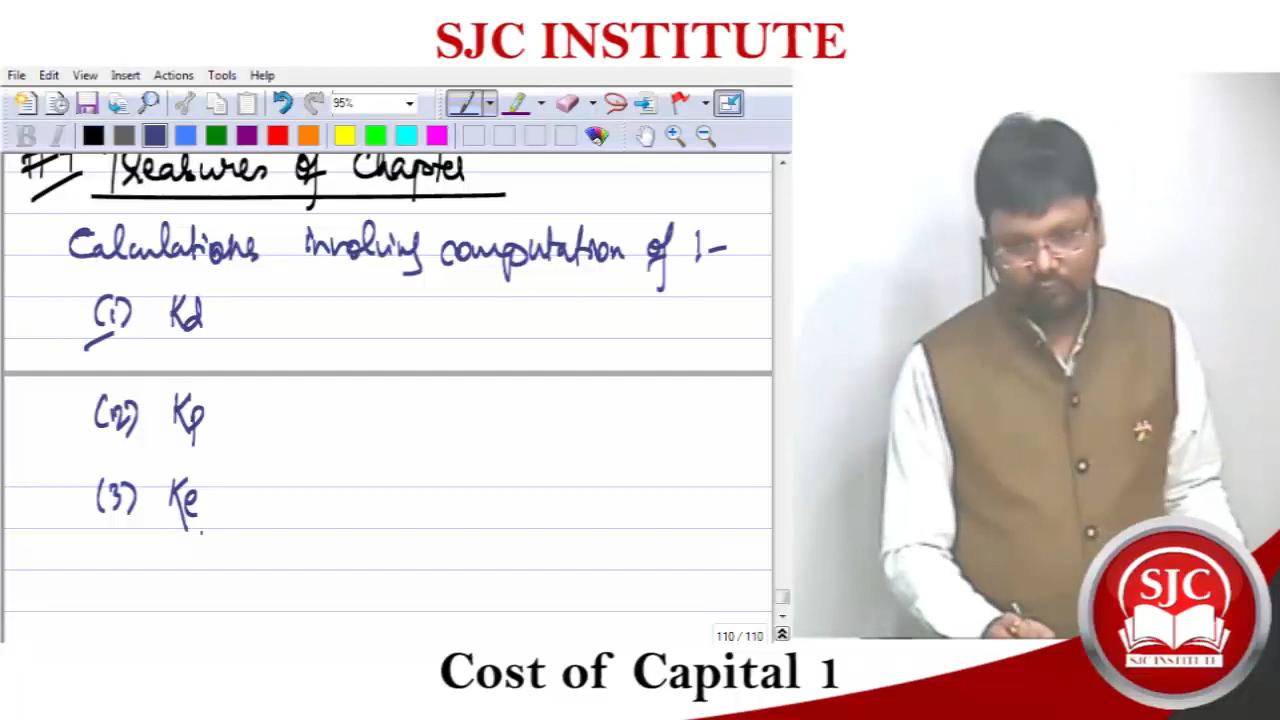 SJC INSTITUTE
File Edit View Insert Actions Tools Help
95%
B I
#1 Treasures of Chapter
Calculations involving computation of :-
(1) Kd
(2) Kp
(3) Ke
110 / 110
SJC
SJC INSTITUTE
Cost of Capital 1